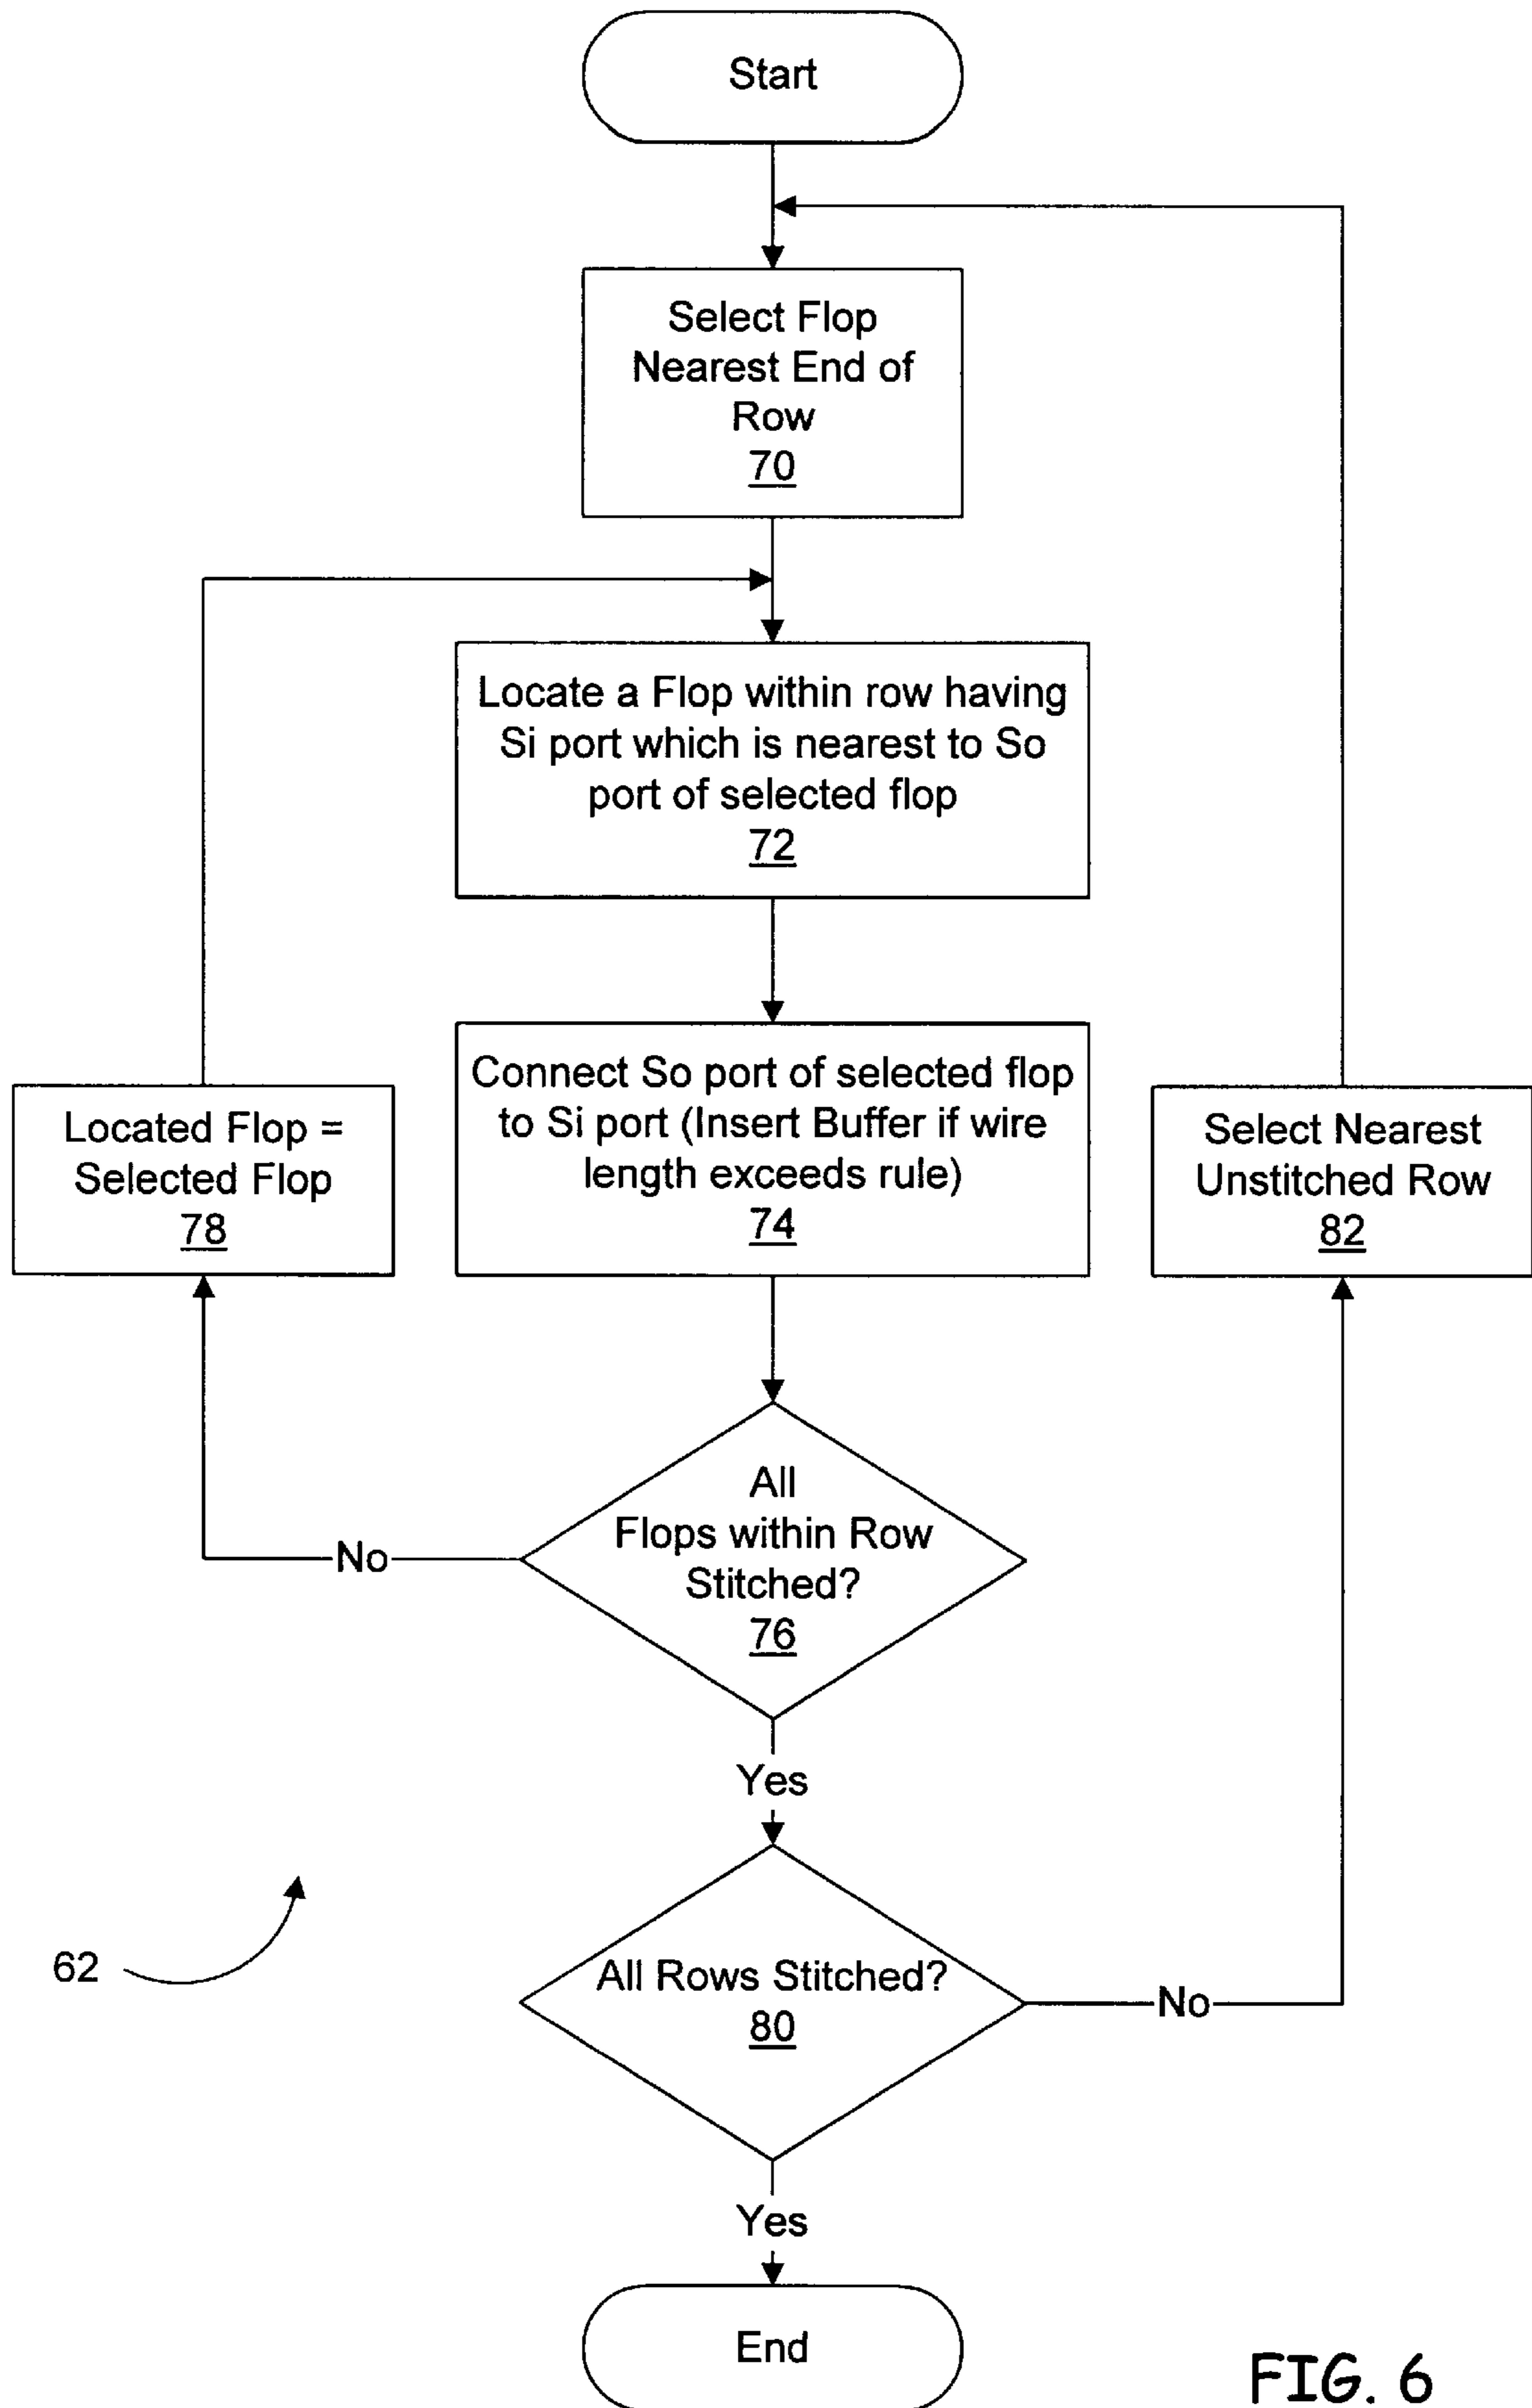 Start
Select Flop
Nearest End of
Row
70
Locate a Flop within row having
Si port which is nearest to So
port of selected flop
72
Connect So port of selected flop
to Si port (Insert Buffer if wire
length exceeds rule)
74
Located Flop =
Selected Flop
78
Select Nearest
Unstitched Row
82
All
Flops within Row
Stitched?
76
No
Yes
All Rows Stitched?
80
No
62
Yes
End
FIG. 6